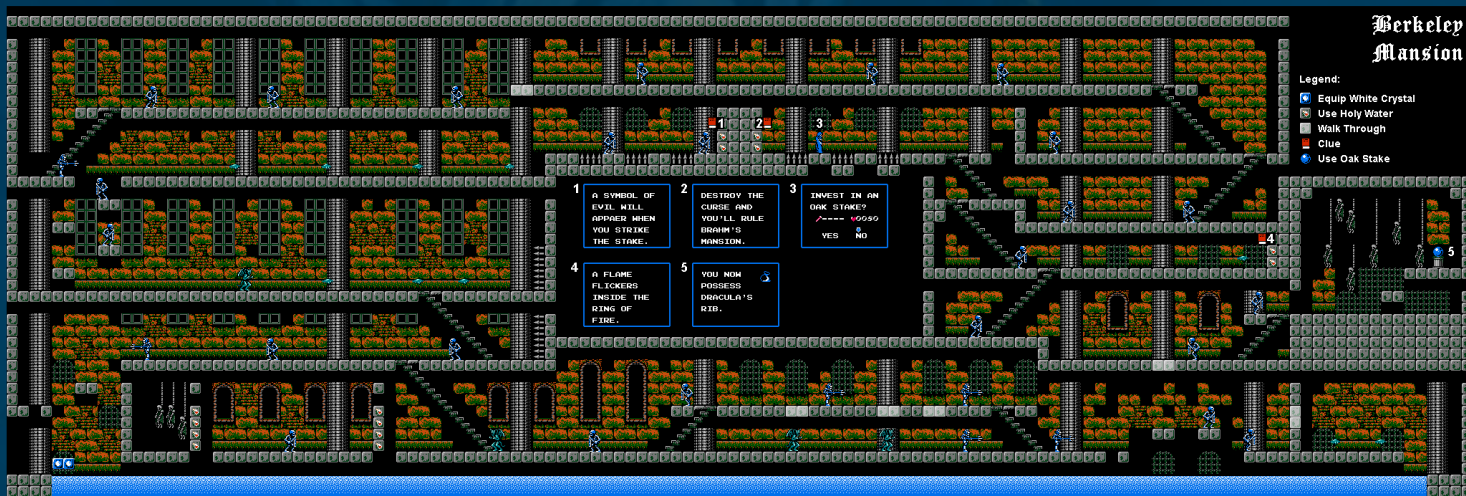 Berkeley
Mansion
Legend:
Equip White Crystal
Use Holy Water
Walk Through
Clue
Use Oak Stake
1
2
3
1
A SYMBOL OF
EVIL WILL
APPAER WHEN
YOU STRIKE
THE STAKE.
2
DESTROY THE
CURSE AND
YOU'LL RULE
BRAHM'S
MANSION.
3
INVEST IN AN
OAK STAKE?
---- 0050
YES NO
4
5
4
A FLAME
FLICKERS
INSIDE THE
RING OF
FIRE.
5
YOU NOW
POSSESS
DRACULA'S
RIB.